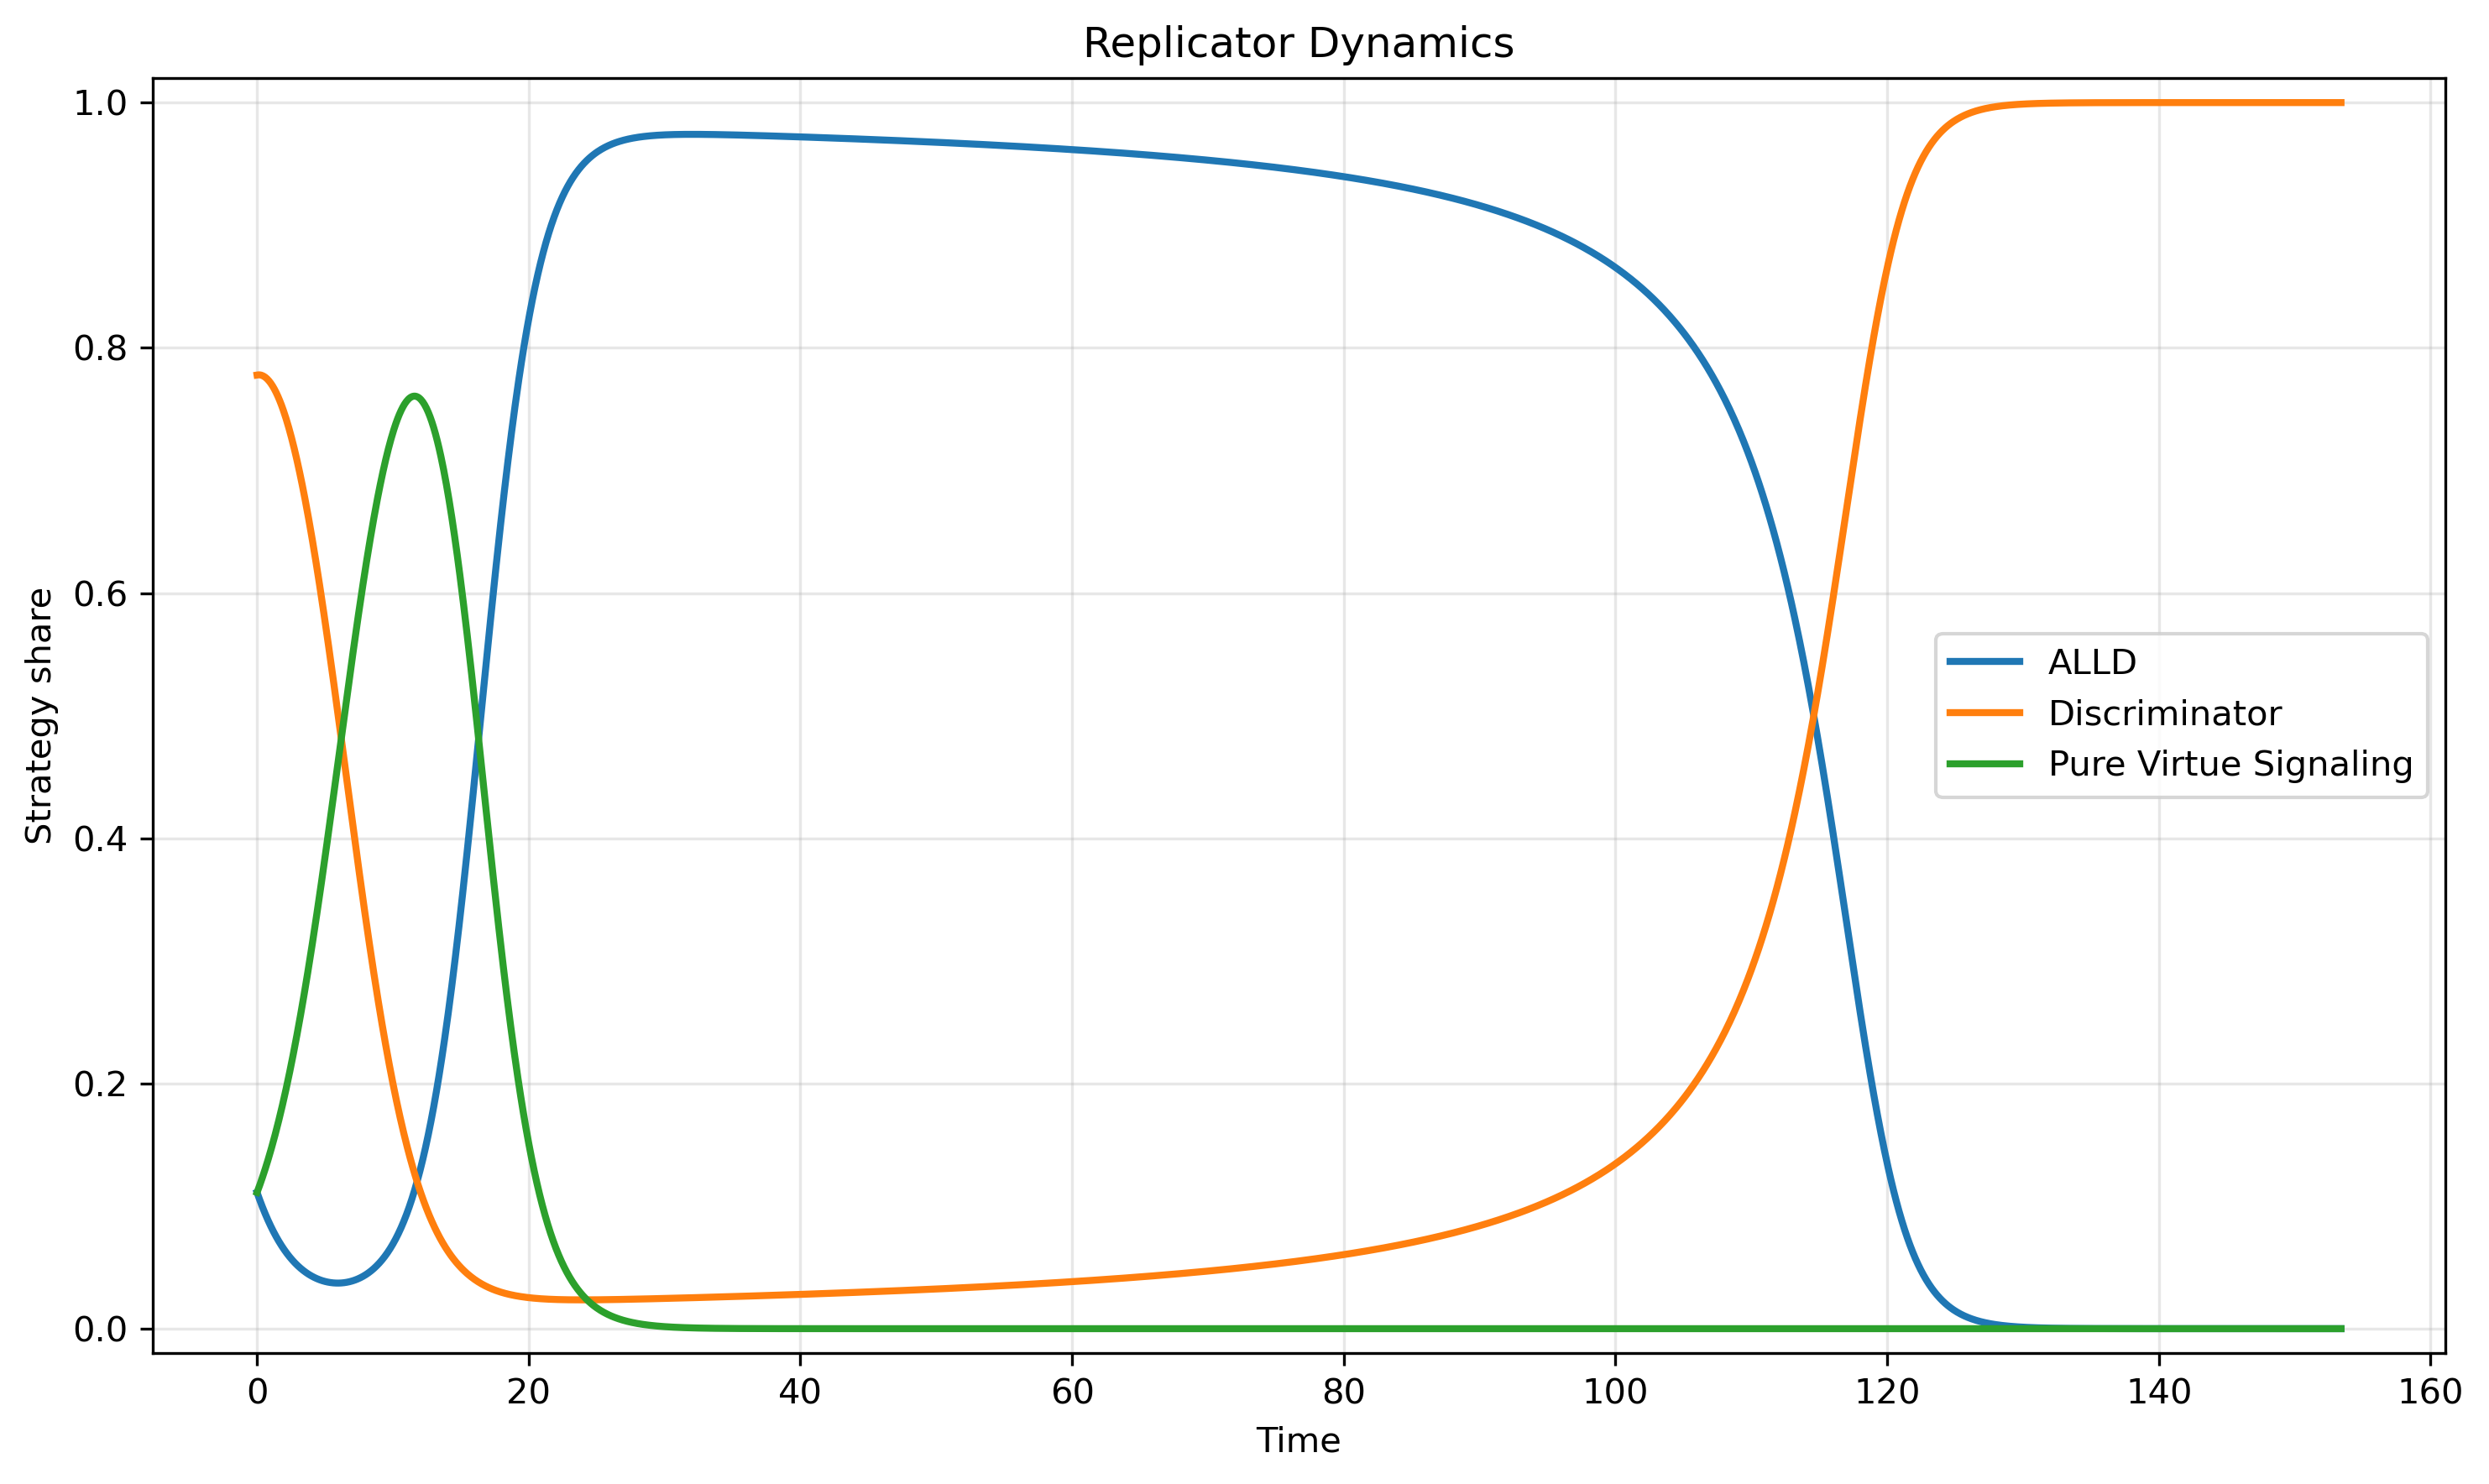 Replicator Dynamics
1.0
0.8
0.6
0.4
0.2
0.0
Strategy share
ALLD
Discriminator
Pure Virtue Signaling
0 20 40 60 80 100 120 140 160
Time